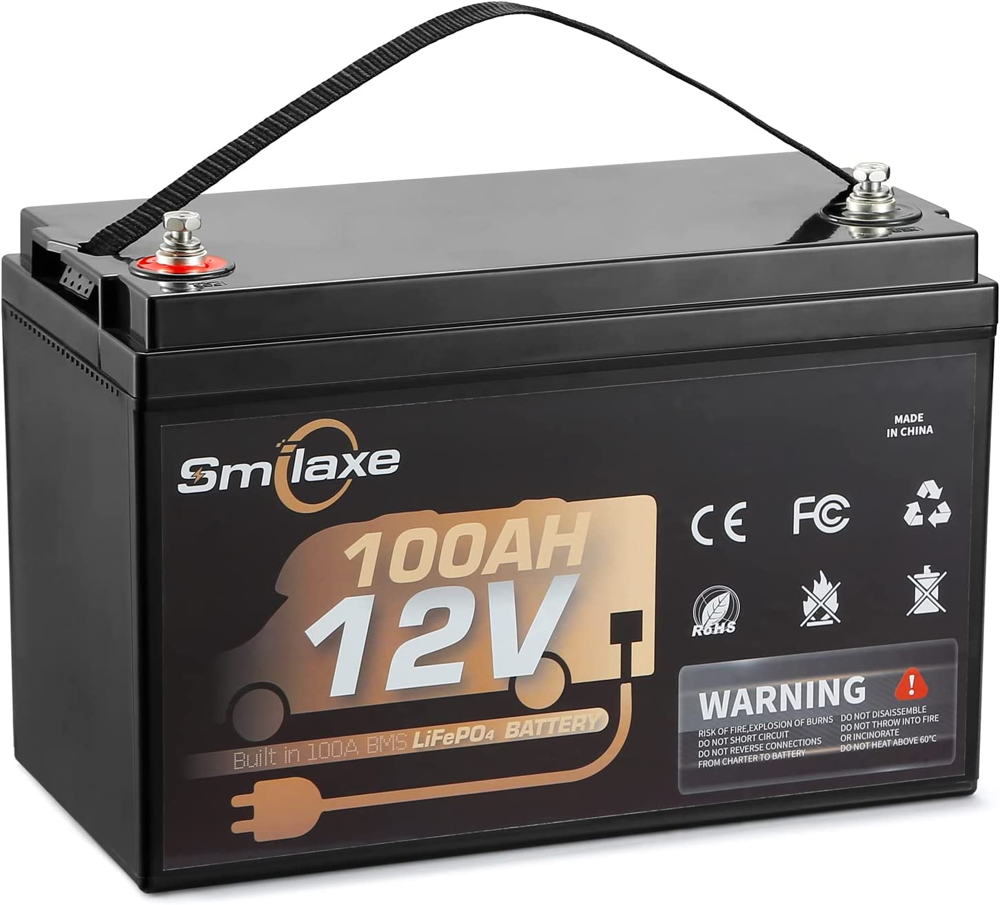 Smilaxe
100AH
12V
Built in 100A BMS LiFePO4 BATTERY
MADE
IN CHINA
CE
FC
RoHS
WARNING
RISK OF FIRE,EXPLOSION OF BURNS
DO NOT SHORT CIRCUIT
DO NOT REVERSE CONNECTIONS
FROM CHARTER TO BATTERY
DO NOT DISAISSEMBLE
DO NOT THROW INTO FIRE
OR INCINORATE
DO NOT HEAT ABOVE 60°C